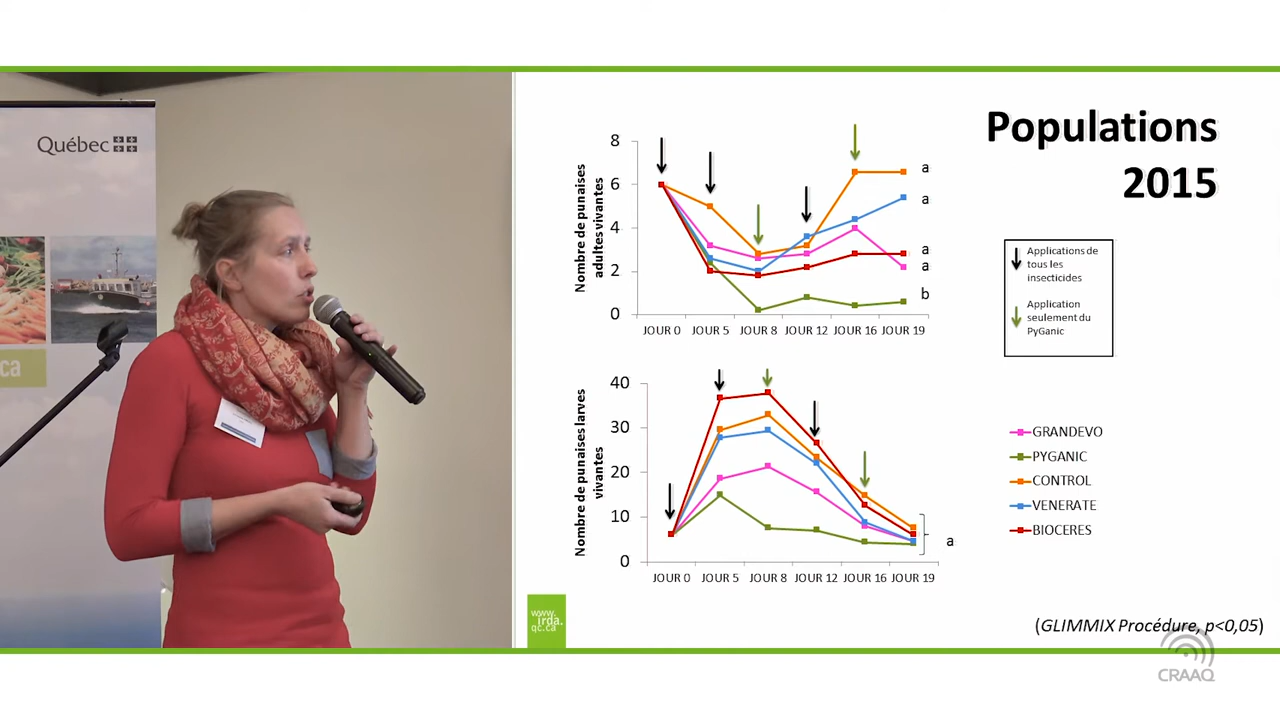 Québec
ca
Populations
2015
Nombre de punaises
adultes vivantes
8
6
4
2
0
JOUR 0 JOUR 5 JOUR 8 JOUR 12 JOUR 16 JOUR 19
a
a
a
a
b
Applications de
tous les
insecticides
Application
seulement du
PyGanic
Nombre de punaises larves
vivantes
40
30
20
10
0
JOUR 0 JOUR 5 JOUR 8 JOUR 12 JOUR 16 JOUR 19
a
GRANDEVO
PYGANIC
CONTROL
VENERATE
BIOCERES
www.
irda.
qc.ca
(GLIMMIX Procédure, p<0,05)
CRAAQ